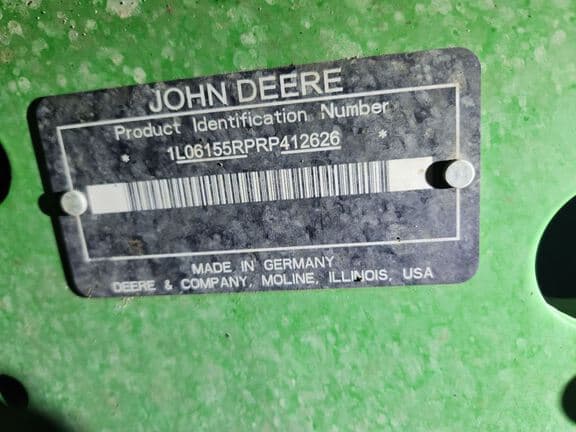 JOHN DEERE
Product Identification Number
* 1L06155RPRP412626 *
MADE IN GERMANY
DEERE & COMPANY, MOLINE, ILLINOIS, USA